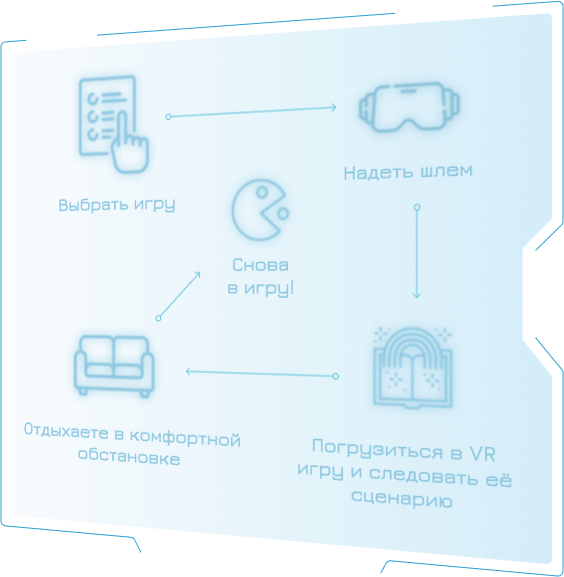 Выбрать игру
Надеть шлем
Снова
в игру!
Отдыхаете в комфортной
обстановке
Погрузиться в VR
игру и следовать её
сценарию